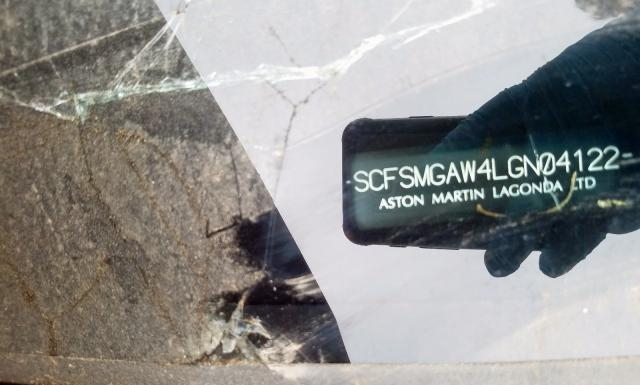 -SCFSMGAW4LGN04122-
ASTON MARTIN LAGONDA LTD